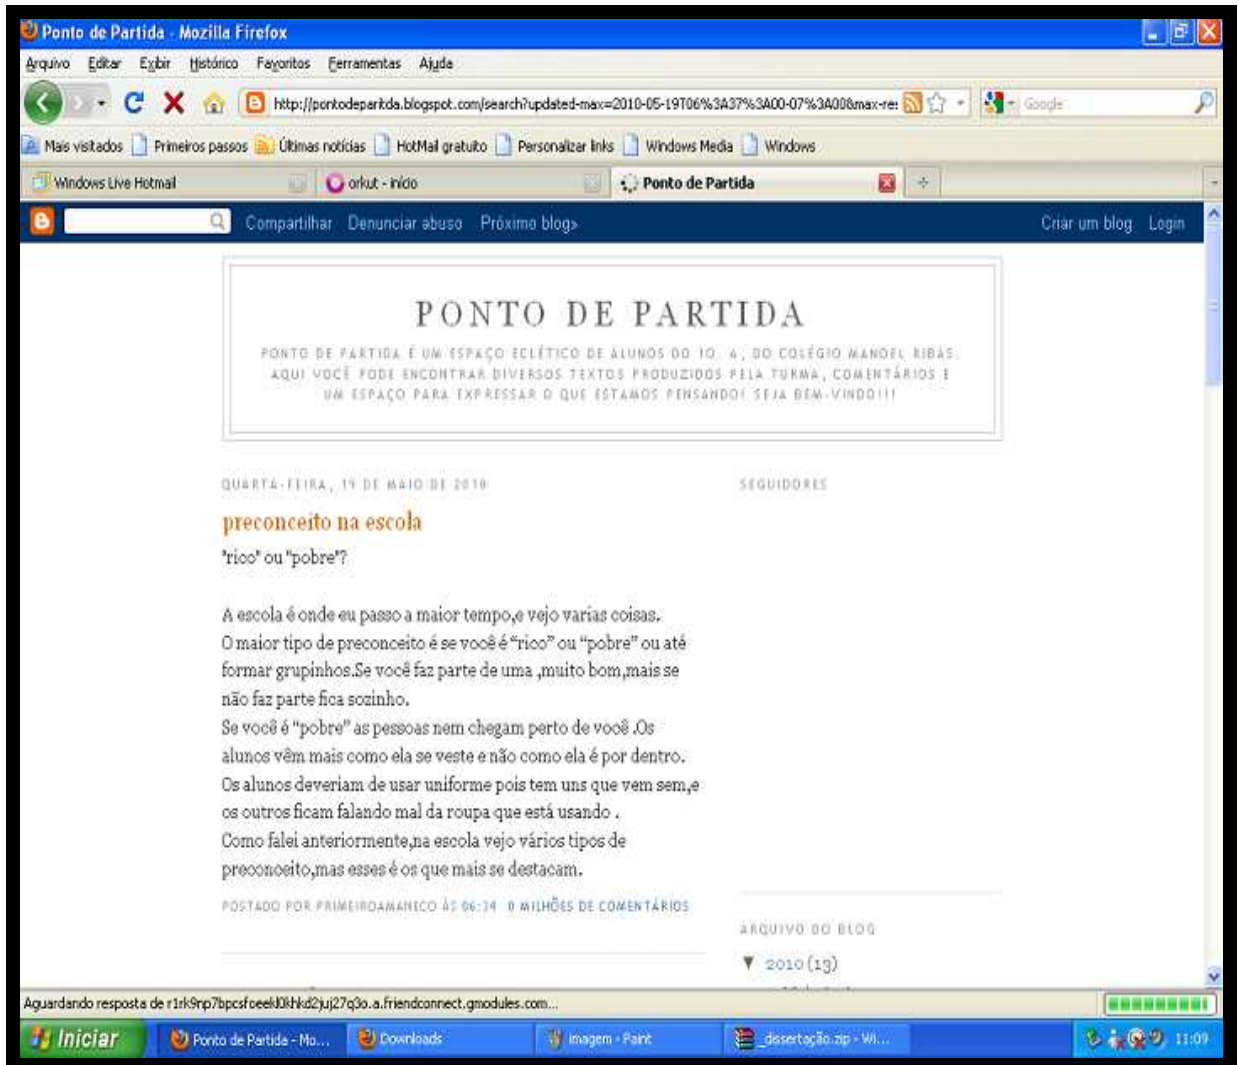 Ponto de Partida - Mozilla Firefox
Arquivo Editar Exibir Histórico Favoritos Ferramentas Ajuda
http://pontodeparitda.blogspot.com/search?updated-max=2010-05-19T06%3A37%3A00-07%3A00&max-re: Google
Mais visitados Primeiros passos Últimas notícias HotMail gratuito Personalizar links Windows Media Windows
Windows Live Hotmail orkut - início Ponto de Partida
Compartilhar Denunciar abuso Próximo blog» Criar um blog Login
PONTO DE PARTIDA
PONTO DE PARTIDA É UM ESPAÇO ECLÉTICO DE ALUNOS DO 1O. A, DO COLÉGIO MANOEL RIBAS.
AQUI VOCÊ PODE ENCONTRAR DIVERSOS TEXTOS PRODUZIDOS PELA TURMA, COMENTÁRIOS E
UM ESPAÇO PARA EXPRESSAR O QUE ESTAMOS PENSANDO! SEJA BEM-VINDO!!!
QUARTA-FEIRA, 19 DE MAIO DE 2010
preconceito na escola
"rico" ou "pobre"?
A escola é onde eu passo a maior tempo,e vejo varias coisas.
O maior tipo de preconceito é se você é “rico” ou “pobre” ou até
formar grupinhos.Se você faz parte de uma ,muito bom,mais se
não faz parte fica sozinho.
Se você é “pobre” as pessoas nem chegam perto de você .Os
alunos vêm mais como ela se veste e não como ela é por dentro.
Os alunos deveriam de usar uniforme pois tem uns que vem sem,e
os outros ficam falando mal da roupa que está usando .
Como falei anteriormente,na escola vejo vários tipos de
preconceito,mas esses é os que mais se destacam.
POSTADO POR PRIMEIROAMANECO ÀS 06:34 0 MILHÕES DE COMENTÁRIOS
SEGUIDORES
ARQUIVO DO BLOG
▼ 2010 (13)
Aguardando resposta de
Iniciar Ponto de Partida - Mo... Downloads imagem - Paint _dissertação.zip - Wi... 11:09